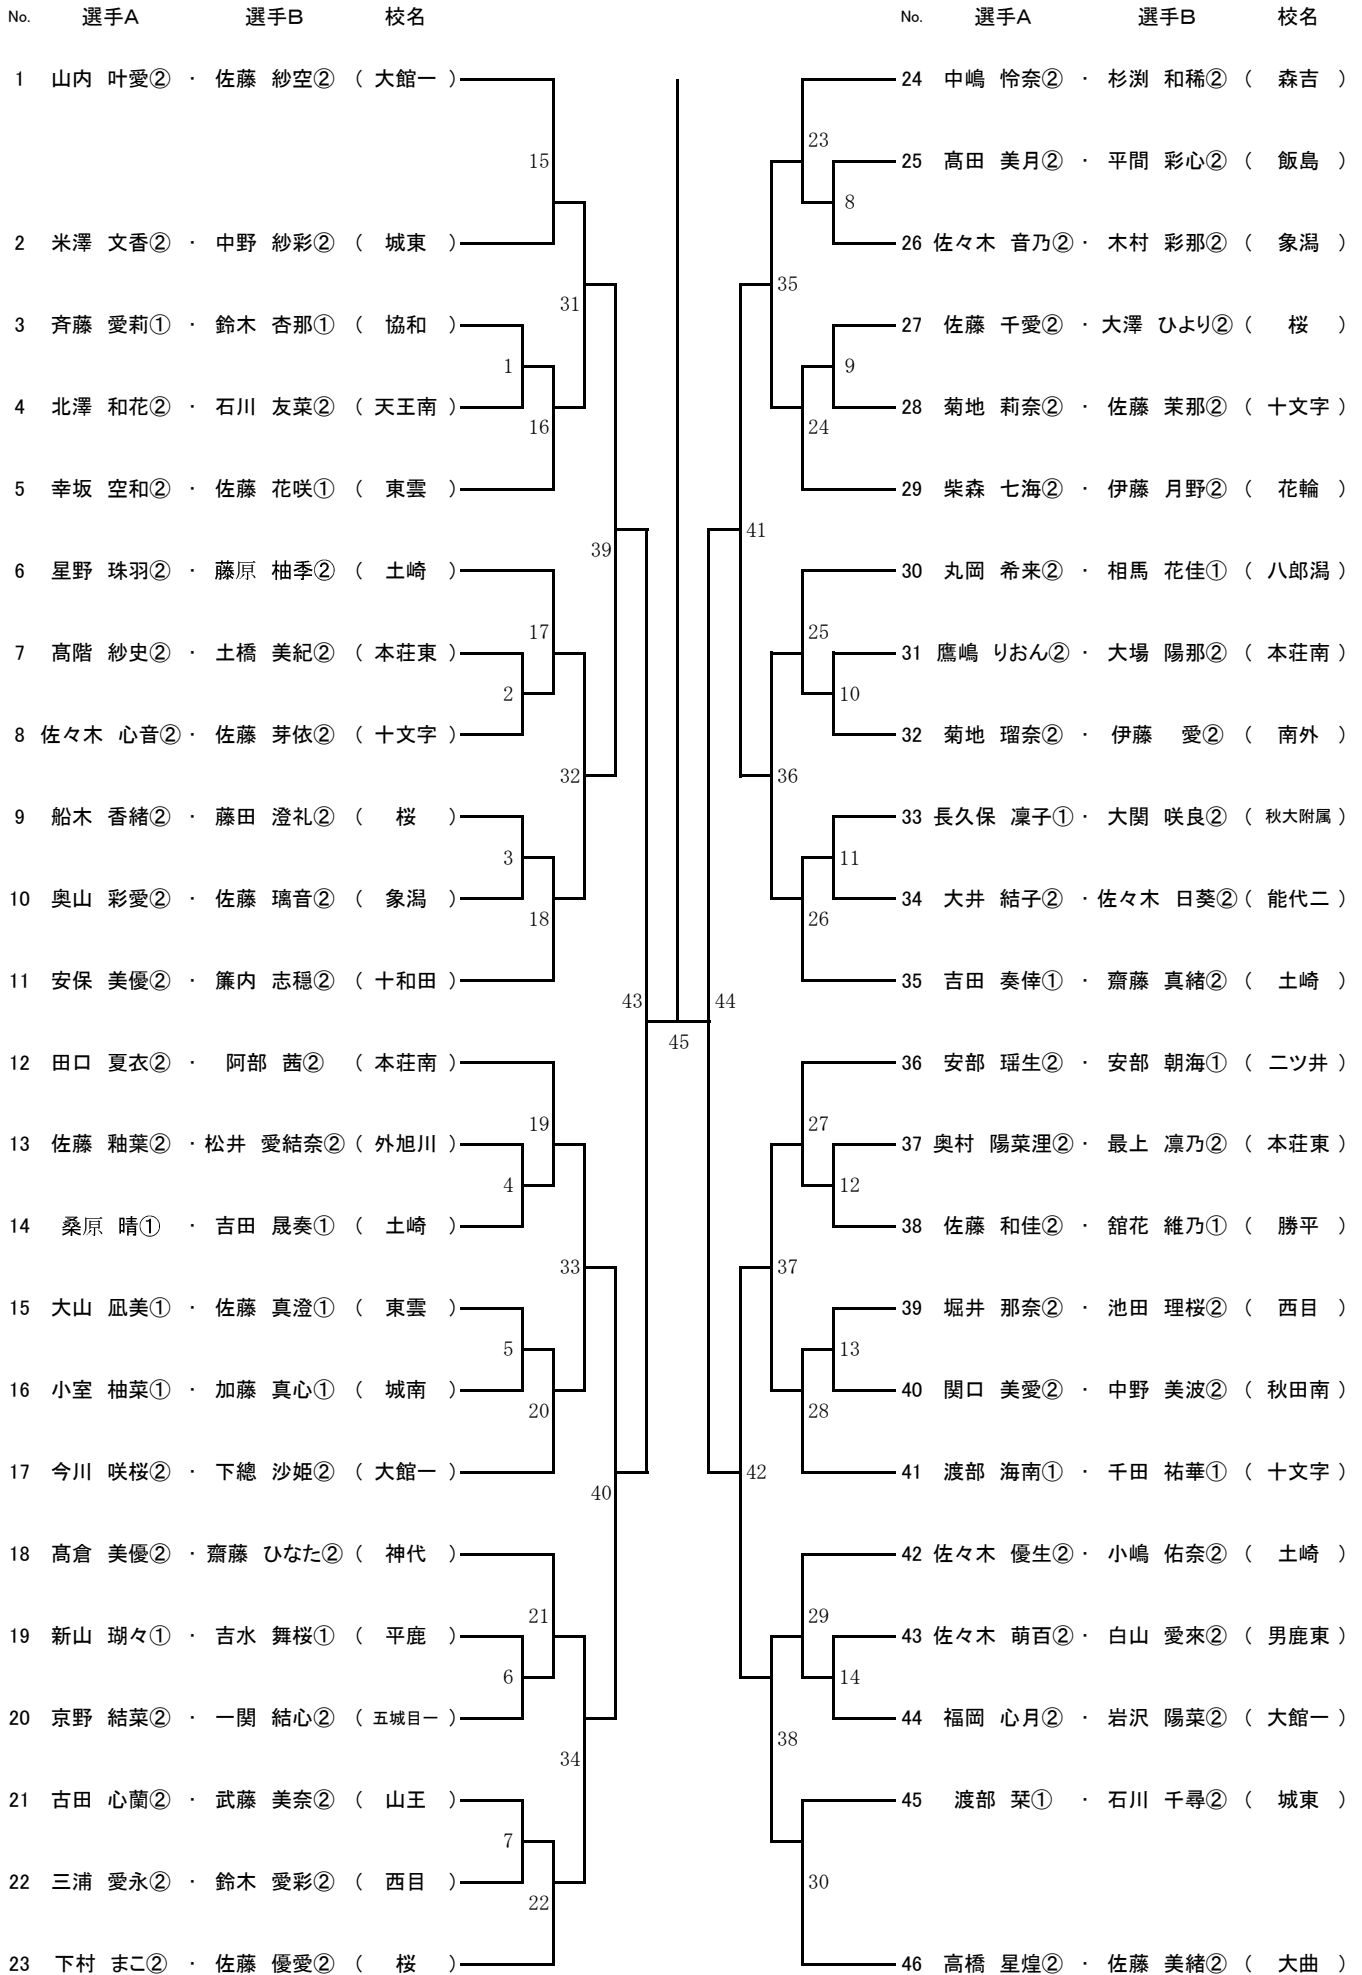 No. 選手A 選手B 校名
1 山内 叶愛② ・ 佐藤 紗空② ( 大館一 )
15
2 米澤 文香② ・ 中野 紗彩② ( 城東 )
31
3 斉藤 愛莉① ・ 鈴木 杏那① ( 協和 )
1
4 北澤 和花② ・ 石川 友菜② ( 天王南 )
16
5 幸坂 空和② ・ 佐藤 花咲① ( 東雲 )
39
6 星野 珠羽② ・ 藤原 柚季② ( 土崎 )
17
7 髙階 紗史② ・ 土橋 美紀② ( 本荘東 )
2
8 佐々木 心音② ・ 佐藤 芽依② ( 十文字 )
32
9 船木 香緒② ・ 藤田 澄礼② ( 桜 )
3
10 奥山 彩愛② ・ 佐藤 璃音② ( 象潟 )
18
11 安保 美優② ・ 簾内 志穏② ( 十和田 )
43
12 田口 夏衣② ・ 阿部 茜② ( 本荘南 )
19
13 佐藤 釉葉② ・ 松井 愛結奈② ( 外旭川 )
4
14 桑原 晴① ・ 吉田 晟奏① ( 土崎 )
33
15 大山 凪美① ・ 佐藤 真澄① ( 東雲 )
5
16 小室 柚菜① ・ 加藤 真心① ( 城南 )
20
17 今川 咲桜② ・ 下總 沙姫② ( 大館一 )
40
18 髙倉 美優② ・ 齋藤 ひなた② ( 神代 )
21
19 新山 瑚々① ・ 吉水 舞桜① ( 平鹿 )
6
20 京野 結菜② ・ 一関 結心② ( 五城目一 )
34
21 古田 心蘭② ・ 武藤 美奈② ( 山王 )
7
22 三浦 愛永② ・ 鈴木 愛彩② ( 西目 )
22
23 下村 まこ② ・ 佐藤 優愛② ( 桜 )
45
No. 選手A 選手B 校名
24 中嶋 怜奈② ・ 杉渕 和稀② ( 森吉 )
23
25 髙田 美月② ・ 平間 彩心② ( 飯島 )
8
26 佐々木 音乃② ・ 木村 彩那② ( 象潟 )
35
27 佐藤 千愛② ・ 大澤 ひより② ( 桜 )
9
28 菊地 莉奈② ・ 佐藤 茉那② ( 十文字 )
24
29 柴森 七海② ・ 伊藤 月野② ( 花輪 )
41
30 丸岡 希来② ・ 相馬 花佳① ( 八郎潟 )
25
31 鷹嶋 りおん② ・ 大場 陽那② ( 本荘南 )
10
32 菊地 瑠奈② ・ 伊藤 愛② ( 南外 )
36
33 長久保 凜子① ・ 大関 咲良② ( 秋大附属 )
11
34 大井 結子② ・ 佐々木 日葵② ( 能代二 )
26
35 吉田 奏倖① ・ 齋藤 真緒② ( 土崎 )
44
36 安部 瑶生② ・ 安部 朝海① ( 二ツ井 )
27
37 奥村 陽菜浬② ・ 最上 凛乃② ( 本荘東 )
12
38 佐藤 和佳② ・ 舘花 維乃① ( 勝平 )
37
39 堀井 那奈② ・ 池田 理桜② ( 西目 )
13
40 関口 美愛② ・ 中野 美波② ( 秋田南 )
28
41 渡部 海南① ・ 千田 祐華① ( 十文字 )
42
42 佐々木 優生② ・ 小嶋 佑奈② ( 土崎 )
29
43 佐々木 萌百② ・ 白山 愛來② ( 男鹿東 )
14
44 福岡 心月② ・ 岩沢 陽菜② ( 大館一 )
38
45 渡部 栞① ・ 石川 千尋② ( 城東 )
30
46 高橋 星煌② ・ 佐藤 美緒② ( 大曲 )